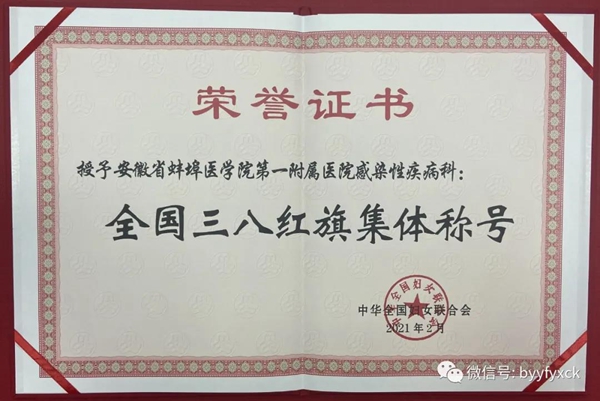 荣誉证书
授予安徽省蚌埠医学院第一附属医院感染性疾病科：
全国三八红旗集体称号
中华全国妇女联合会
2021年2月
微信号: byyfyxck